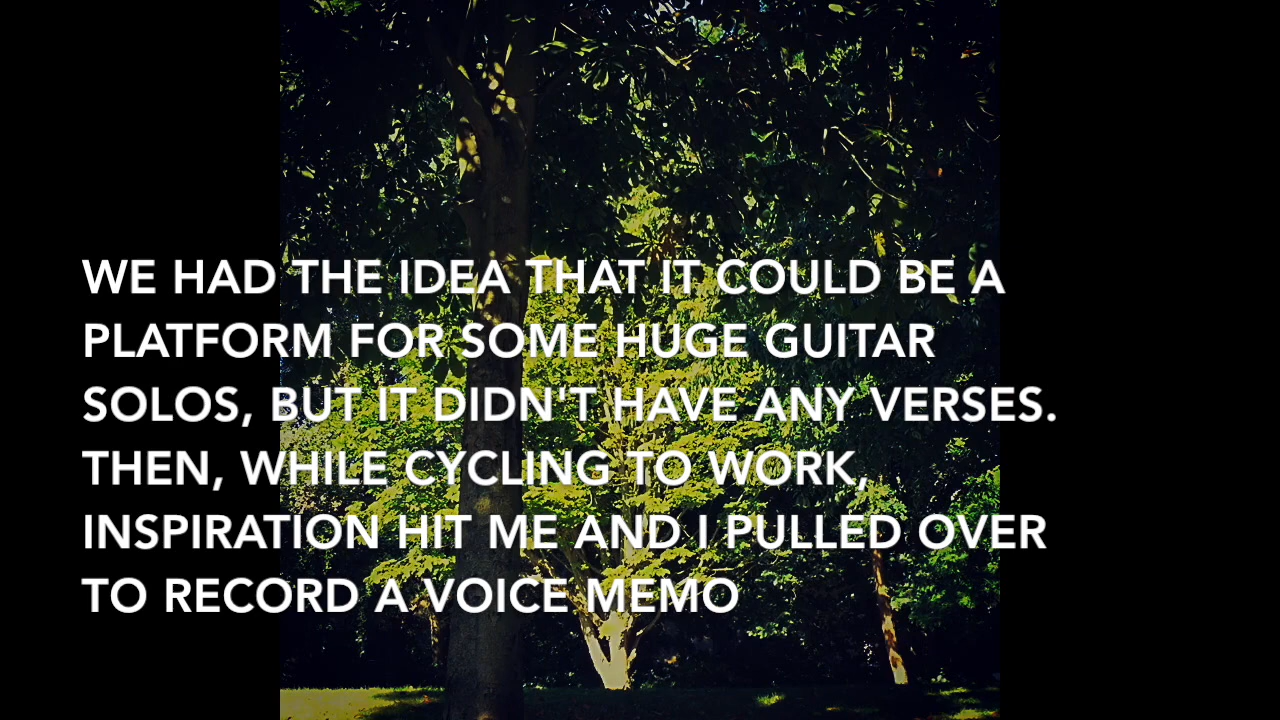 WE HAD THE IDEA THAT IT COULD BE A
PLATFORM FOR SOME HUGE GUITAR
SOLOS, BUT IT DIDN'T HAVE ANY VERSES.
THEN, WHILE CYCLING TO WORK,
INSPIRATION HIT ME AND I PULLED OVER
TO RECORD A VOICE MEMO